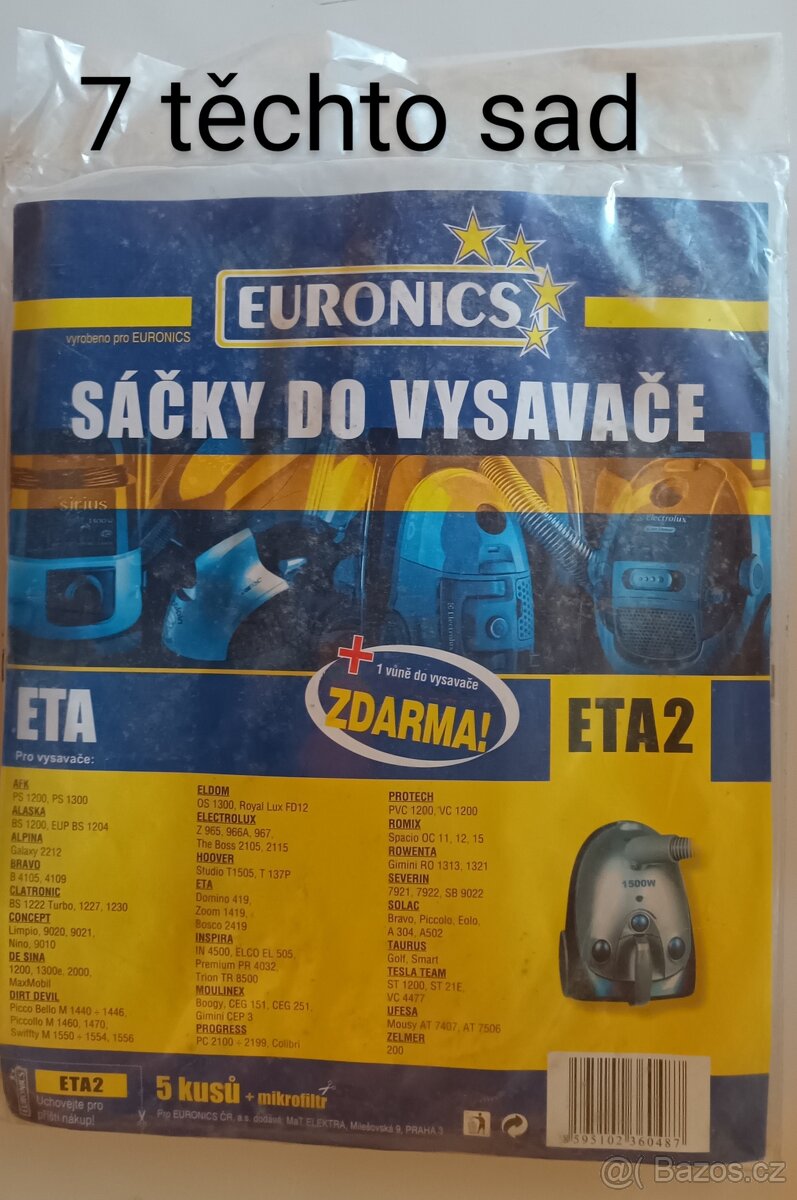 7 těchto sad
EURONICS
vyrobeno pro EURONICS
SÁČKY DO VYSAVAČE
sirius
Electrolux
Electrolux
+ 1 vůně do vysavače
ZDARMA!
ETA
ETA2
Pro vysavače:
AFK
PS 1200, PS 1300
ALASKA
BS 1200, EUP BS 1204
ALPINA
Galaxy 2212
BRAVO
B 4105, 4109
CLATRONIC
BS 1222 Turbo, 1227, 1230
CONCEPT
Limpio, 9020, 9021,
Nino, 9010
DE SINA
1200, 1300e, 2000,
MaxMobil
DIRT DEVIL
Picco Bello M 1440 ÷ 1446,
Piccollo M 1460, 1470,
Swiffty M 1550 ÷ 1554, 1556
ELDOM
OS 1300, Royal Lux FD12
ELECTROLUX
Z 965, 966A, 967,
The Boss 2105, 2115
HOOVER
Studio T1505, T 137P
ETA
Domino 419,
Zoom 1419,
Bosco 2419
INSPIRA
IN 4500, ELCO EL 505,
Premium PR 4032,
Trion TR 8500
MOULINEX
Boogy, CEG 151, CEG 251,
Gimini CEP 3
PROGRESS
PC 2100 ÷ 2199, Colibri
PROTECH
PVC 1200, VC 1200
ROMIX
Spacio OC 11, 12, 15
ROWENTA
Gimini RO 1313, 1321
SEVERIN
7921, 7922, SB 9022
SOLAC
Bravo, Piccolo, Eolo,
A 304, A502
TAURUS
Golf, Smart
TESLA TEAM
ST 1200, ST 21E,
VC 4477
UFESA
Mousy AT 7407, AT 7506
ZELMER
200
1500W
EURONICS
ETA2
Uchovejte pro
příští nákup!
5 kusů + mikrofiltr
Pro EURONICS ČR, a.s. dodává: MaT ELEKTRA, Milešovská 9, PRAHA 3
8 595102 360487
@( Bazos.cz